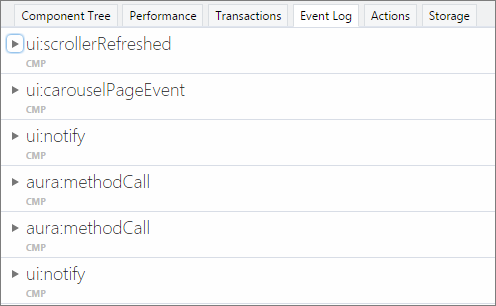 Component Tree Performance Transactions Event Log Actions Storage
ui:scrollerRefreshed
CMP
ui:carouselPageEvent
CMP
ui:notify
CMP
aura:methodCall
CMP
aura:methodCall
CMP
ui:notify
CMP